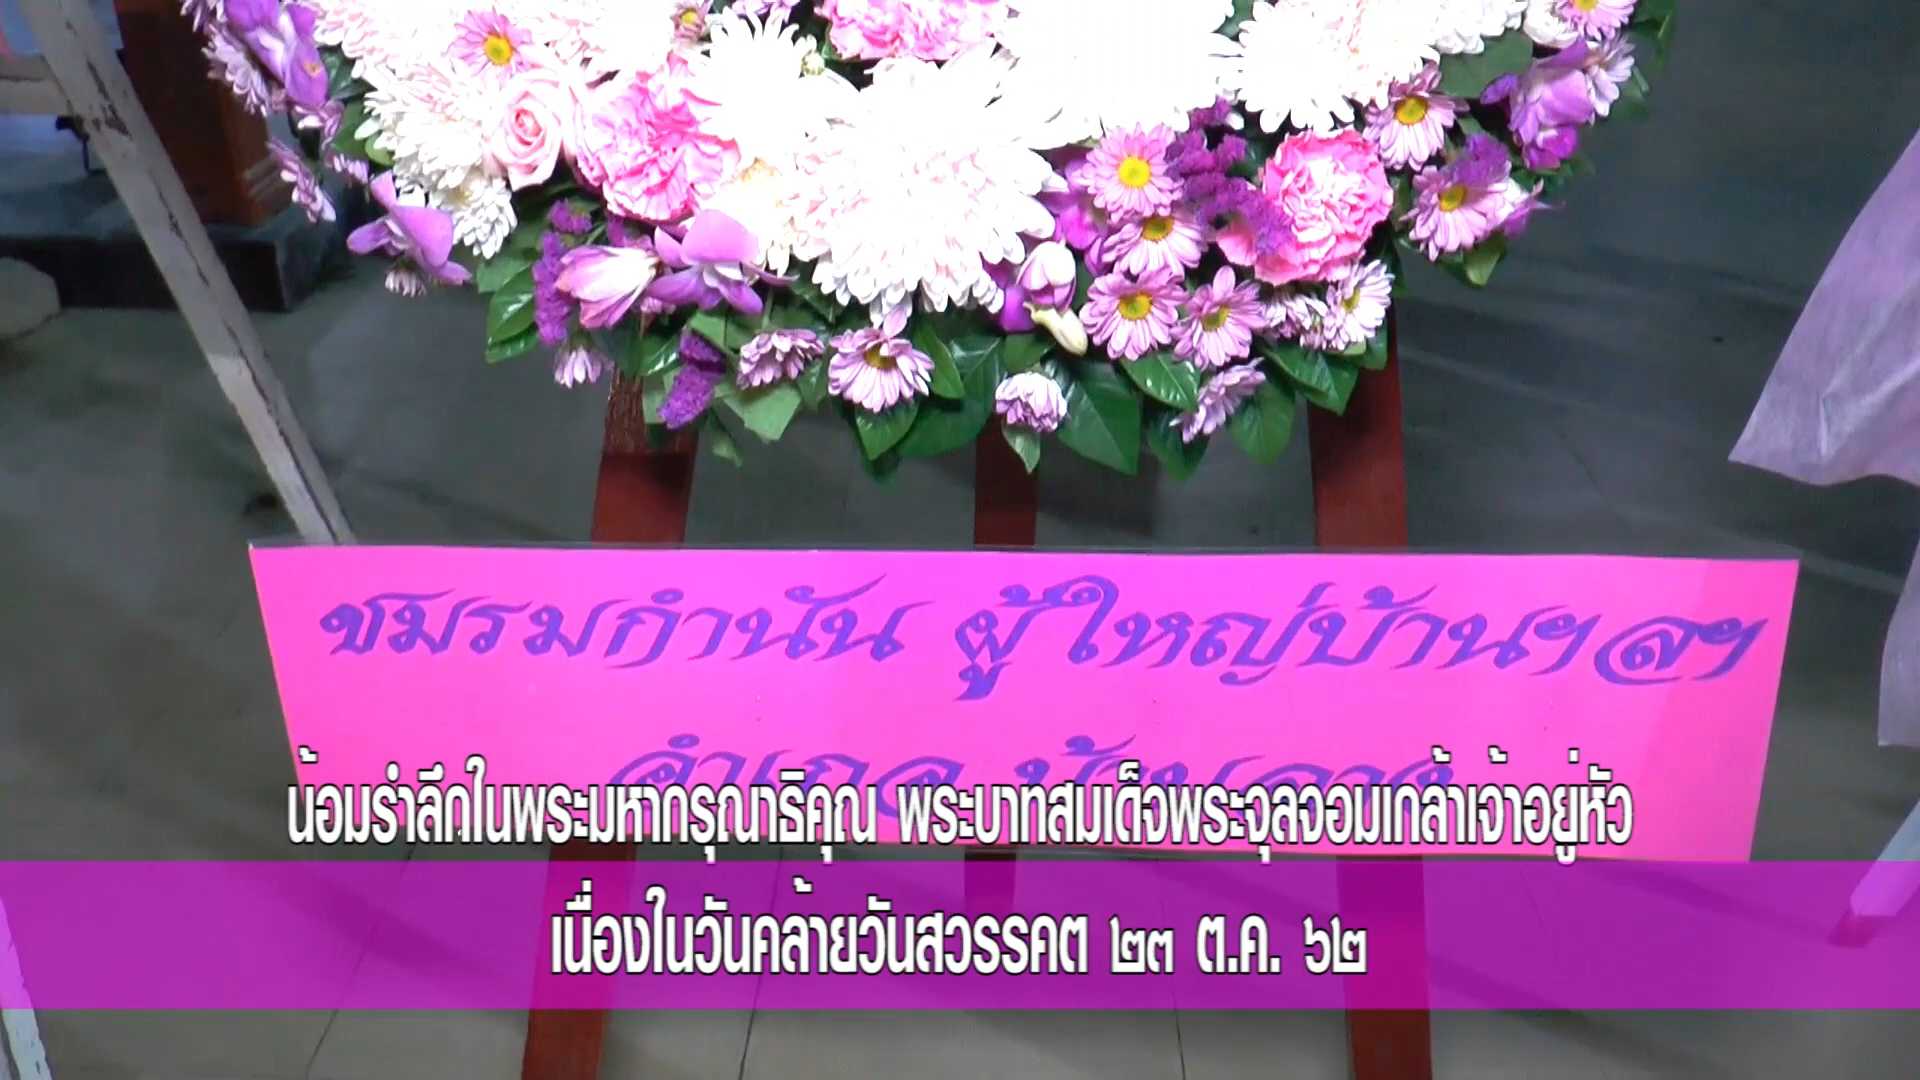 ชมรมกำนัน ผู้ใหญ่บ้านฯลฯ
น้อมรำลึกในพระมหากรุณาธิคุณ พระบาทสมเด็จพระจุลจอมเกล้าเจ้าอยู่หัว
เนื่องในวันคล้ายวันสวรรคต ๒๓ ต.ค. ๖๒